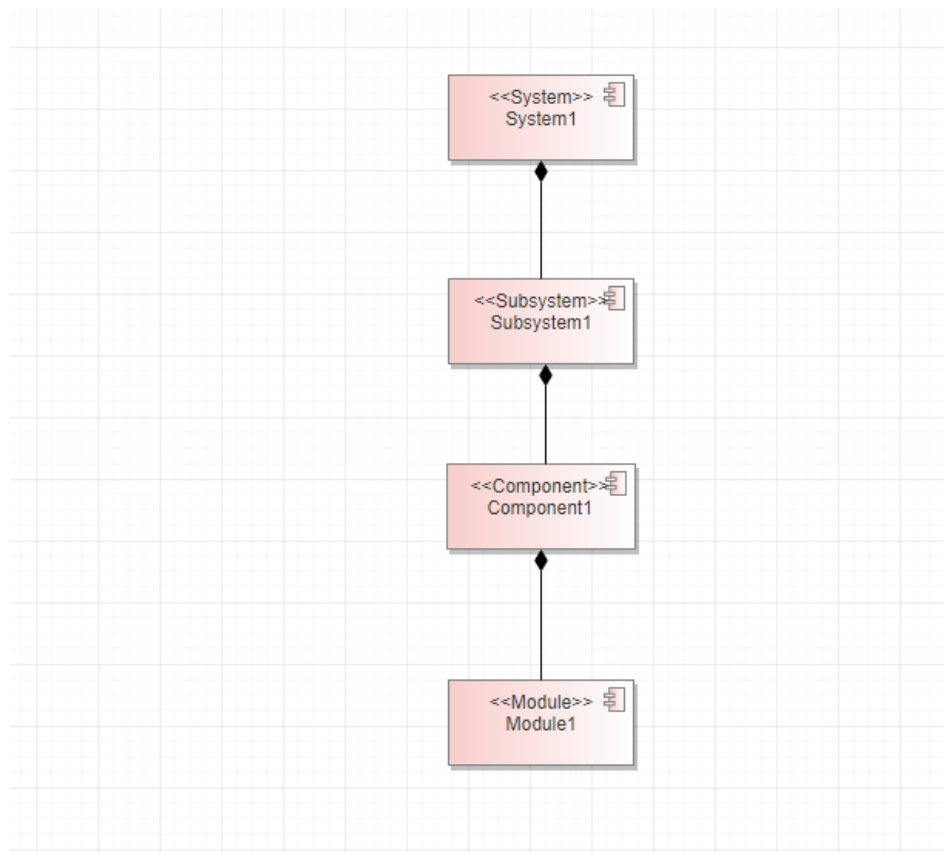 <<System>>
System1
<<Subsystem>>
Subsystem1
<<Component>>
Component1
<<Module>>
Module1